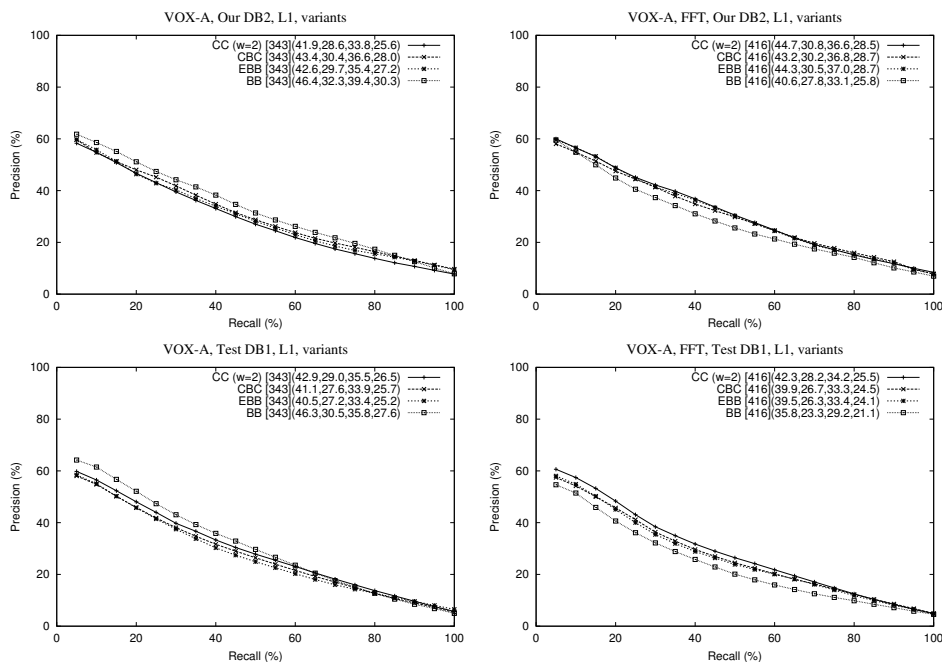 VOX-A, Our DB2, L1, variants
CC (w=2) [343](41.9,28.6,33.8,25.6)
CBC [343](43.4,30.4,36.6,28.0)
EBB [343](42.6,29.7,35.4,27.2)
BB [343](46.4,32.3,39.4,30.3)
Precision (%)
100
80
60
40
20
0
0 20 40 60 80 100
Recall (%)
VOX-A, FFT, Our DB2, L1, variants
CC (w=2) [416](44.7,30.8,36.6,28.5)
CBC [416](43.2,30.2,36.8,28.7)
EBB [416](44.3,30.5,37.0,28.7)
BB [416](40.6,27.8,33.1,25.8)
Precision (%)
100
80
60
40
20
0
0 20 40 60 80 100
Recall (%)
VOX-A, Test DB1, L1, variants
CC (w=2) [343](42.9,29.0,35.5,26.5)
CBC [343](41.1,27.6,33.9,25.7)
EBB [343](40.5,27.2,33.4,25.2)
BB [343](46.3,30.5,35.8,27.6)
Precision (%)
100
80
60
40
20
0
0 20 40 60 80 100
Recall (%)
VOX-A, FFT, Test DB1, L1, variants
CC (w=2) [416](42.3,28.2,34.2,25.5)
CBC [416](39.9,26.7,33.3,24.5)
EBB [416](39.5,26.3,33.4,24.1)
BB [416](35.8,23.3,29.2,21.1)
Precision (%)
100
80
60
40
20
0
0 20 40 60 80 100
Recall (%)